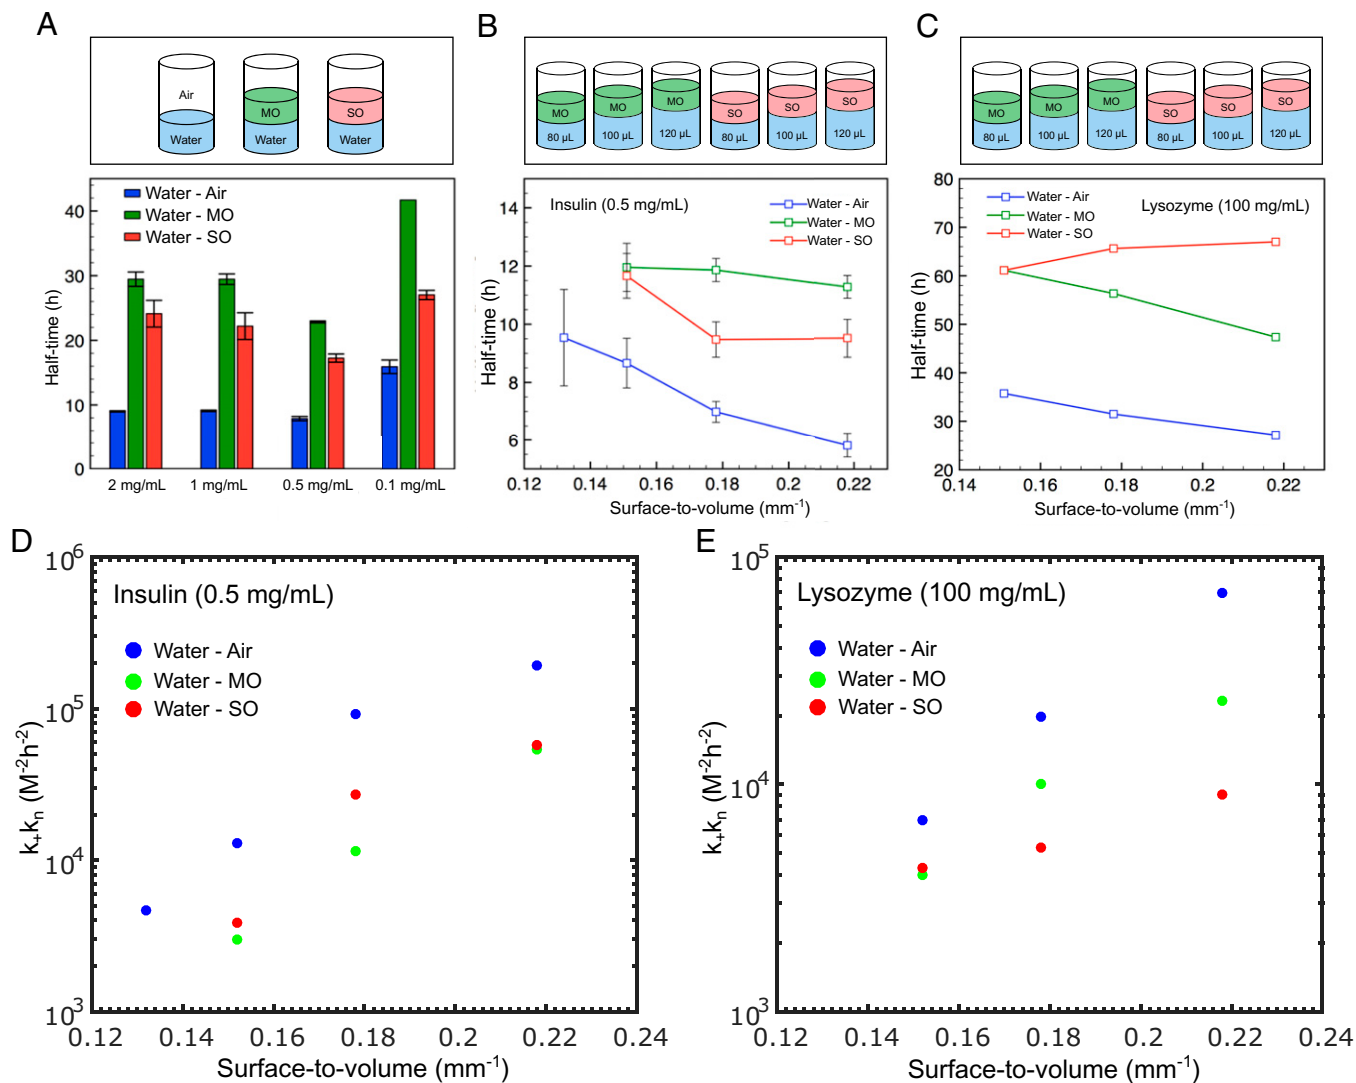 A
Air
MO
SO
Water
Water
Water
Water - Air
Water - MO
Water - SO
Half-time (h)
40
30
20
10
0
2 mg/mL
1 mg/mL
0.5 mg/mL
0.1 mg/mL
B
MO
MO
MO
SO
SO
SO
80 µL
100 µL
120 µL
80 µL
100 µL
120 µL
Insulin (0.5 mg/mL)
Water - Air
Water - MO
Water - SO
Half-time (h)
14
12
10
8
6
0.12
0.14
0.16
0.18
0.2
0.22
Surface-to-volume (mm⁻¹)
C
MO
MO
MO
SO
SO
SO
80 µL
100 µL
120 µL
80 µL
100 µL
120 µL
Water - Air
Water - MO
Water - SO
Lysozyme (100 mg/mL)
Half-time (h)
80
70
60
50
40
30
20
0.14
0.16
0.18
0.2
0.22
Surface-to-volume (mm⁻¹)
D
Insulin (0.5 mg/mL)
Water - Air
Water - MO
Water - SO
k₊kₙ (M⁻²h⁻²)
10⁶
10⁵
10⁴
10³
0.12
0.14
0.16
0.18
0.2
0.22
0.24
Surface-to-volume (mm⁻¹)
E
Lysozyme (100 mg/mL)
Water - Air
Water - MO
Water - SO
k₊kₙ (M⁻²h⁻²)
10⁵
10⁴
10³
0.12
0.14
0.16
0.18
0.2
0.22
0.24
Surface-to-volume (mm⁻¹)